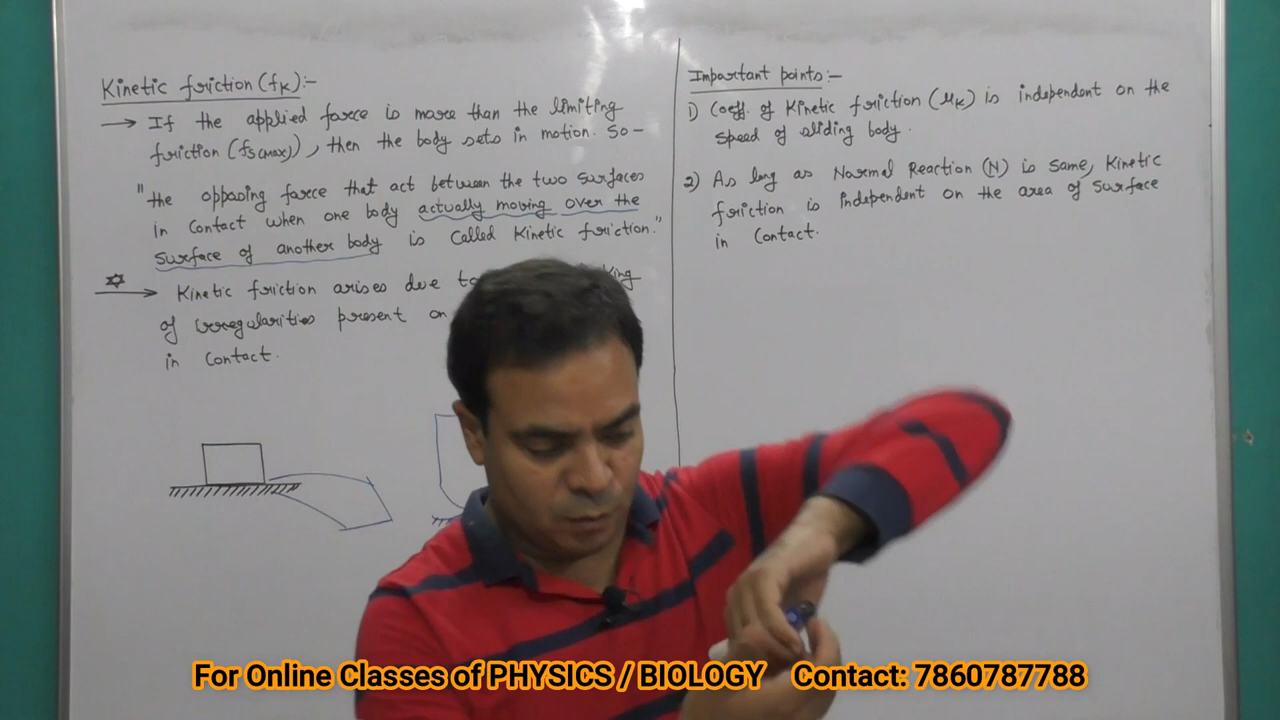 Kinetic friction (fk):-
→ If the applied force is more than the limiting
friction (fs(max)), then the body sets in motion. So-
"the opposing force that act between the two surfaces
in contact when one body actually moving over the
surface of another body is called Kinetic friction."
→ Kinetic friction arises due to
of irregularities present on
in contact.
Important points:-
1) Coeff. of Kinetic friction (μK) is independent on the
speed of sliding body.
2) As long as Normal Reaction (N) is same, Kinetic
friction is independent on the area of surface
in contact.
For Online Classes of PHYSICS / BIOLOGY Contact: 7860787788